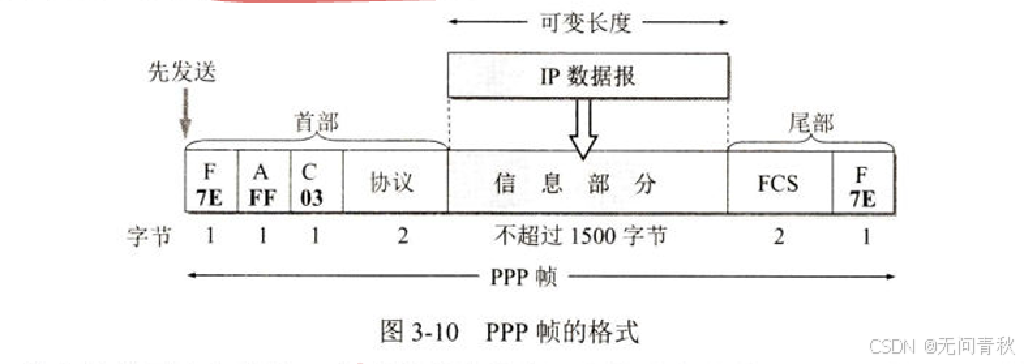 可变长度
先发送
IP 数据报
首部
尾部
F A C 协议 信息部分 FCS F
7E FF 03 7E
字节 1 1 1 2 不超过 1500 字节 2 1
PPP 帧
图 3-10 PPP 帧的格式
CSDN @无问青秋